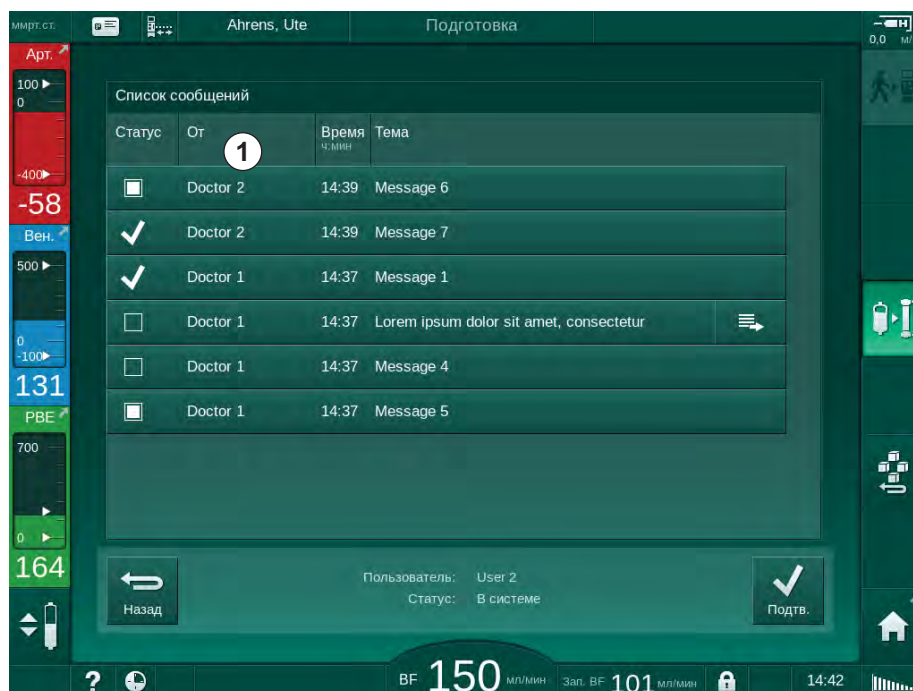 ммрт.ст. Ahrens, Ute Подготовка
0,0 м/
Арт.
100
0
-400
-58
Вен.
500
0
-100
131
PBE
700
0
164
Список сообщений
Статус От Время Тема
ч:мин
1
Doctor 2 14:39 Message 6
Doctor 2 14:39 Message 7
Doctor 1 14:37 Message 1
Doctor 1 14:37 Lorem ipsum dolor sit amet, consectetur
Doctor 1 14:37 Message 4
Doctor 1 14:37 Message 5
Назад
Пользователь: User 2
Статус: В системе
Подтв.
? BF 150 мл/мин Зап. BF 101 мл/мин 14:42